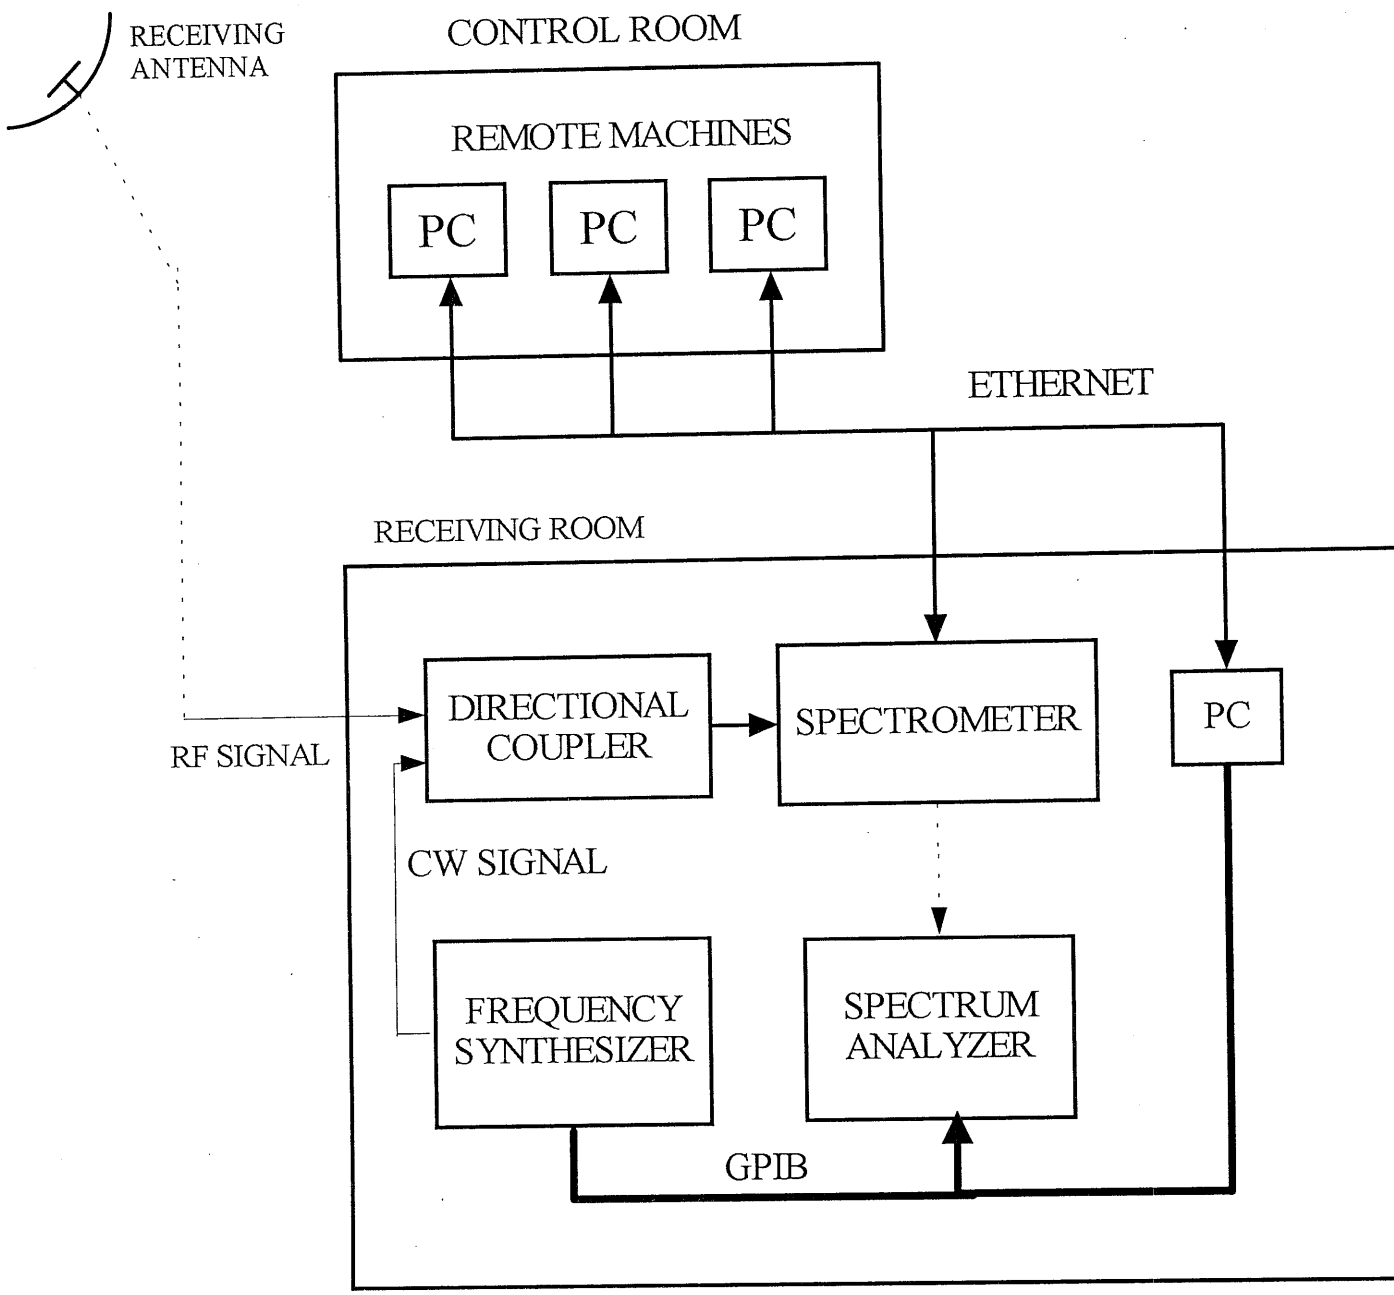 RECEIVING
ANTENNA
CONTROL ROOM
REMOTE MACHINES
PC
PC
PC
ETHERNET
RECEIVING ROOM
DIRECTIONAL
COUPLER
SPECTROMETER
PC
RF SIGNAL
CW SIGNAL
FREQUENCY
SYNTHESIZER
SPECTRUM
ANALYZER
GPIB